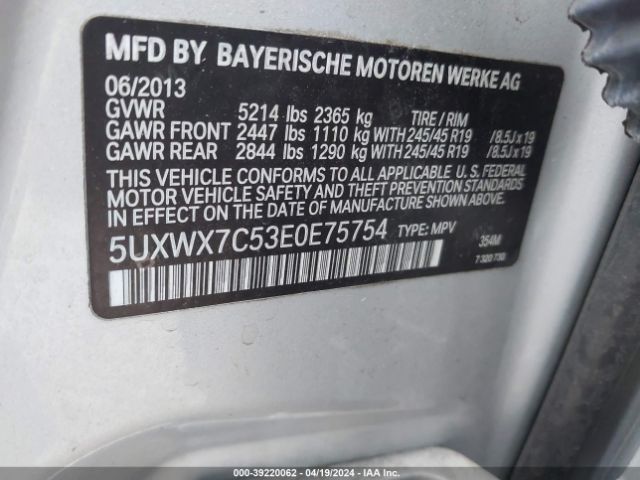 MFD BY BAYERISCHE MOTOREN WERKE AG
06/2013
GVWR 5214 lbs 2365 kg TIRE / RIM
GAWR FRONT 2447 lbs 1110 kg WITH 245/45 R19 /8.5J x 19
GAWR REAR 2844 lbs 1290 kg WITH 245/45 R19 /8.5J x 19
THIS VEHICLE CONFORMS TO ALL APPLICABLE U. S. FEDERAL
MOTOR VEHICLE SAFETY AND THEFT PREVENTION STANDARDS
IN EFFECT ON THE DATE OF MANUFACTURE SHOWN ABOVE.
5UXWX7C53E0E75754 TYPE: MPV 354M
7 320 730
000-39220062 - 04/19/2024 - IAA Inc.